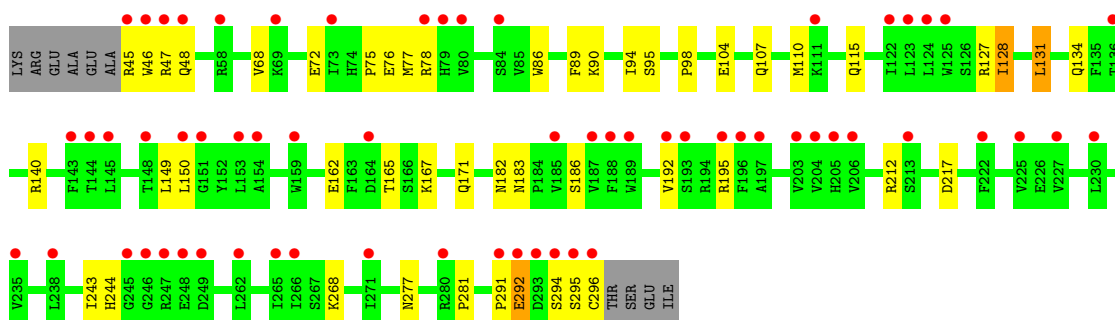 LYS ARG GLU ALA GLU ALA R45 W46 R47 Q48 R58 V68 K69 E72 I73 H74 P75 E76 M77 R78 H79 V80 S84 V85 W86 F89 K90 I94 S95 P98 E104 Q107 M110 K111 Q115 I122 L123 L124 W125 S126 R127 I128 L131 Q134 F135 T136
R140 F143 T144 L145 T148 L149 L150 G151 Y152 L153 A154 W159 E162 F163 D164 T165 S166 K167 Q171 N182 N183 P184 V185 S186 V187 F188 W189 V192 S193 R194 R195 F196 A197 V203 V204 H205 V206 R212 S213 D217 F222 V225 E226 V227 L230
V235 L238 I243 H244 G245 G246 R247 E248 D249 L262 I265 I266 S267 K268 I271 N277 R280 P281 P291 E292 D293 S294 S295 C296 THR SER GLU ILE